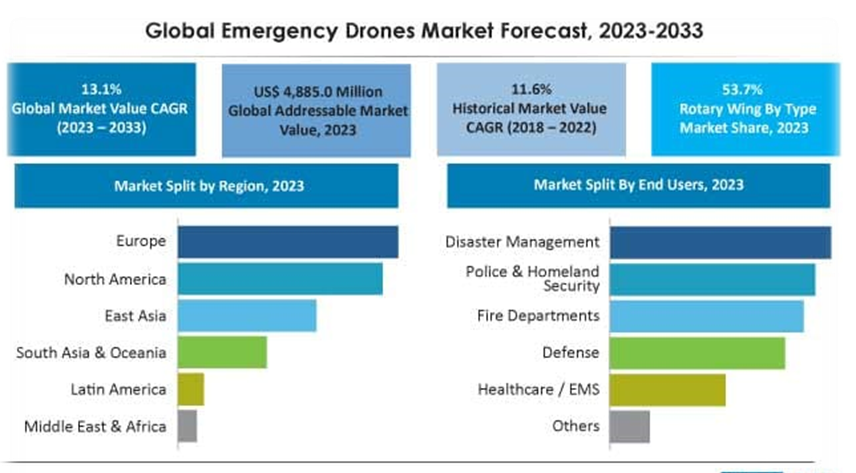 Global Emergency Drones Market Forecast, 2023-2033
13.1%
Global Market Value CAGR
(2023 – 2033)
US$ 4,885.0 Million
Global Addressable Market
Value, 2023
11.6%
Historical Market Value
CAGR (2018 – 2022)
53.7%
Rotary Wing By Type
Market Share, 2023
Market Split by Region, 2023
Europe
North America
East Asia
South Asia & Oceania
Latin America
Middle East & Africa
Market Split By End Users, 2023
Disaster Management
Police & Homeland
Security
Fire Departments
Defense
Healthcare / EMS
Others